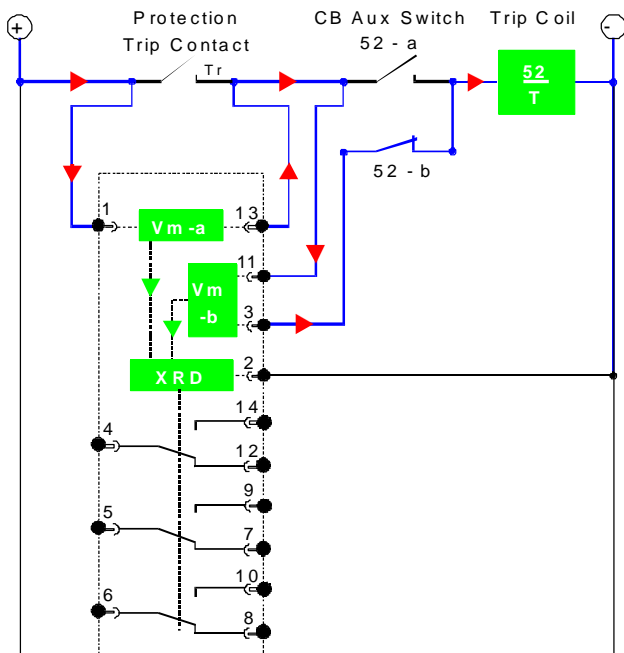 Protection
Trip Contact
CB Aux Switch
52 - a
Trip Coil
+
-
Tr
52
T
52 - b
1
Vm-a
13
11
Vm
-b
3
XRD
2
14
4
12
9
5
7
10
6
8